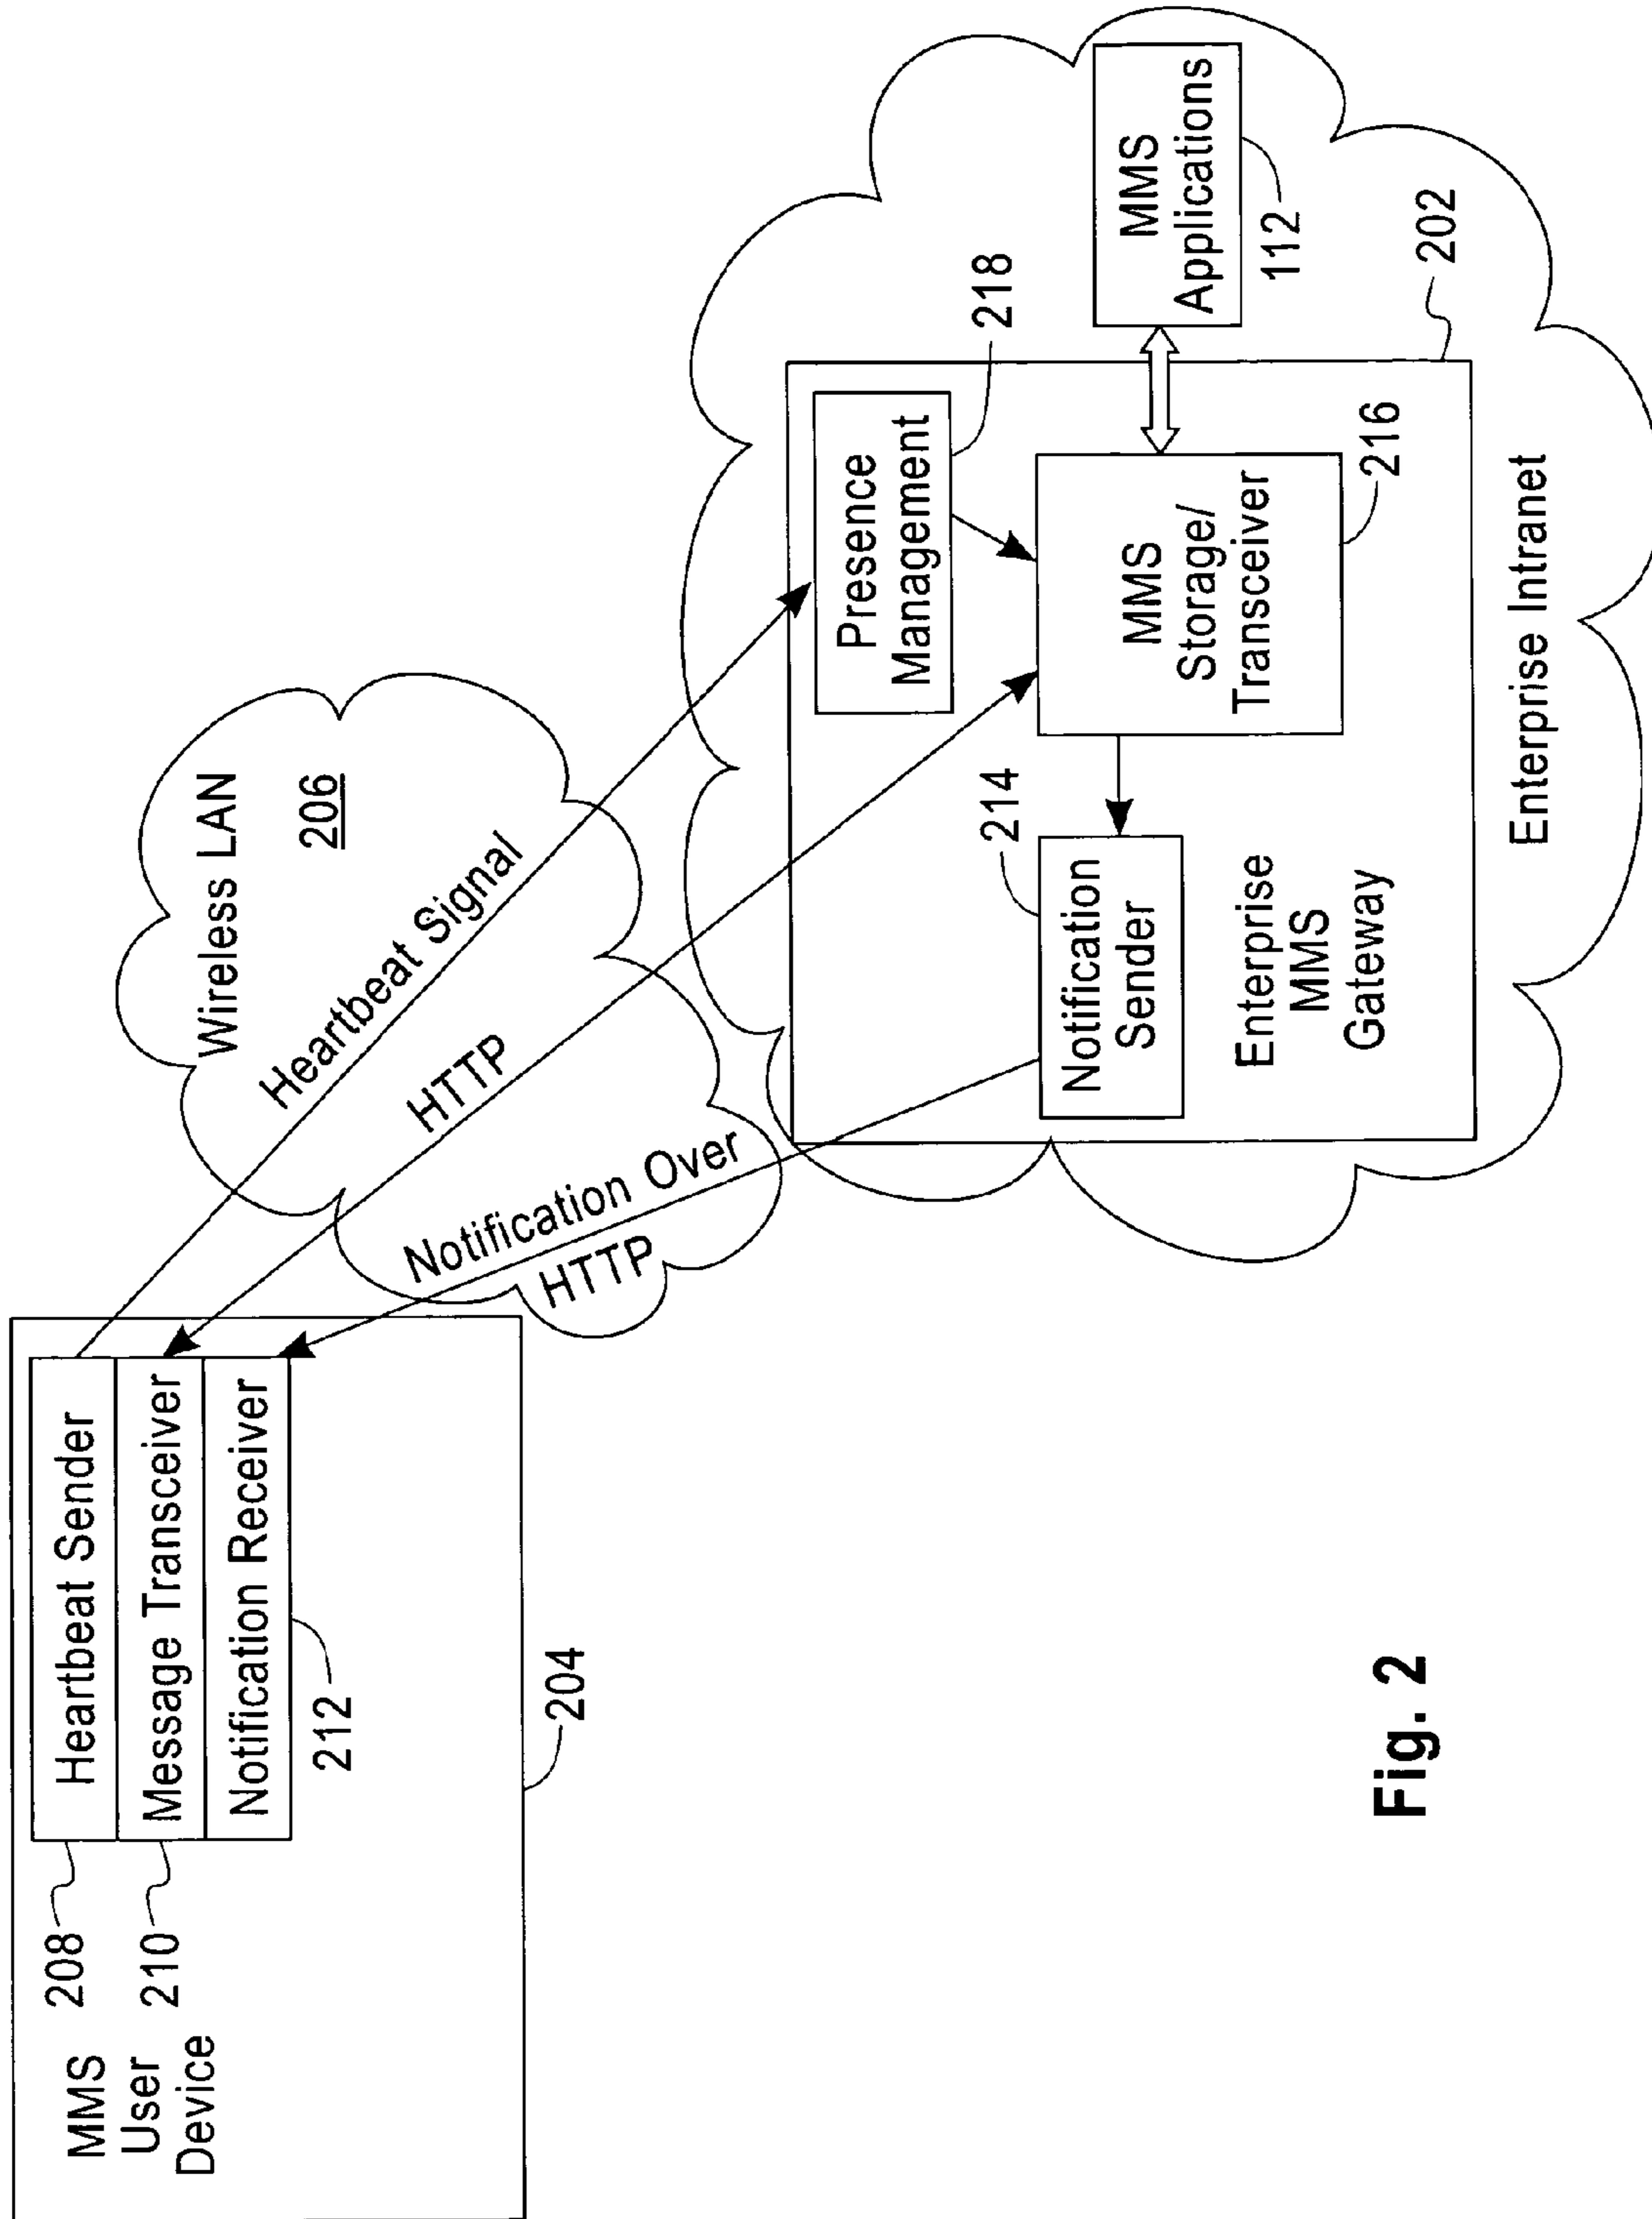 MMS
User
Device
208
210
Heartbeat Sender
Message Transceiver
Notification Receiver
212
204
Wireless LAN
206
Heartbeat Signal
HTTP
Notification Over
HTTP
Presence
Management
218
MMS
Storage/
Transceiver
216
214
Notification
Sender
Enterprise
MMS
Gateway
MMS
Applications
112
202
Enterprise Intranet
Fig. 2